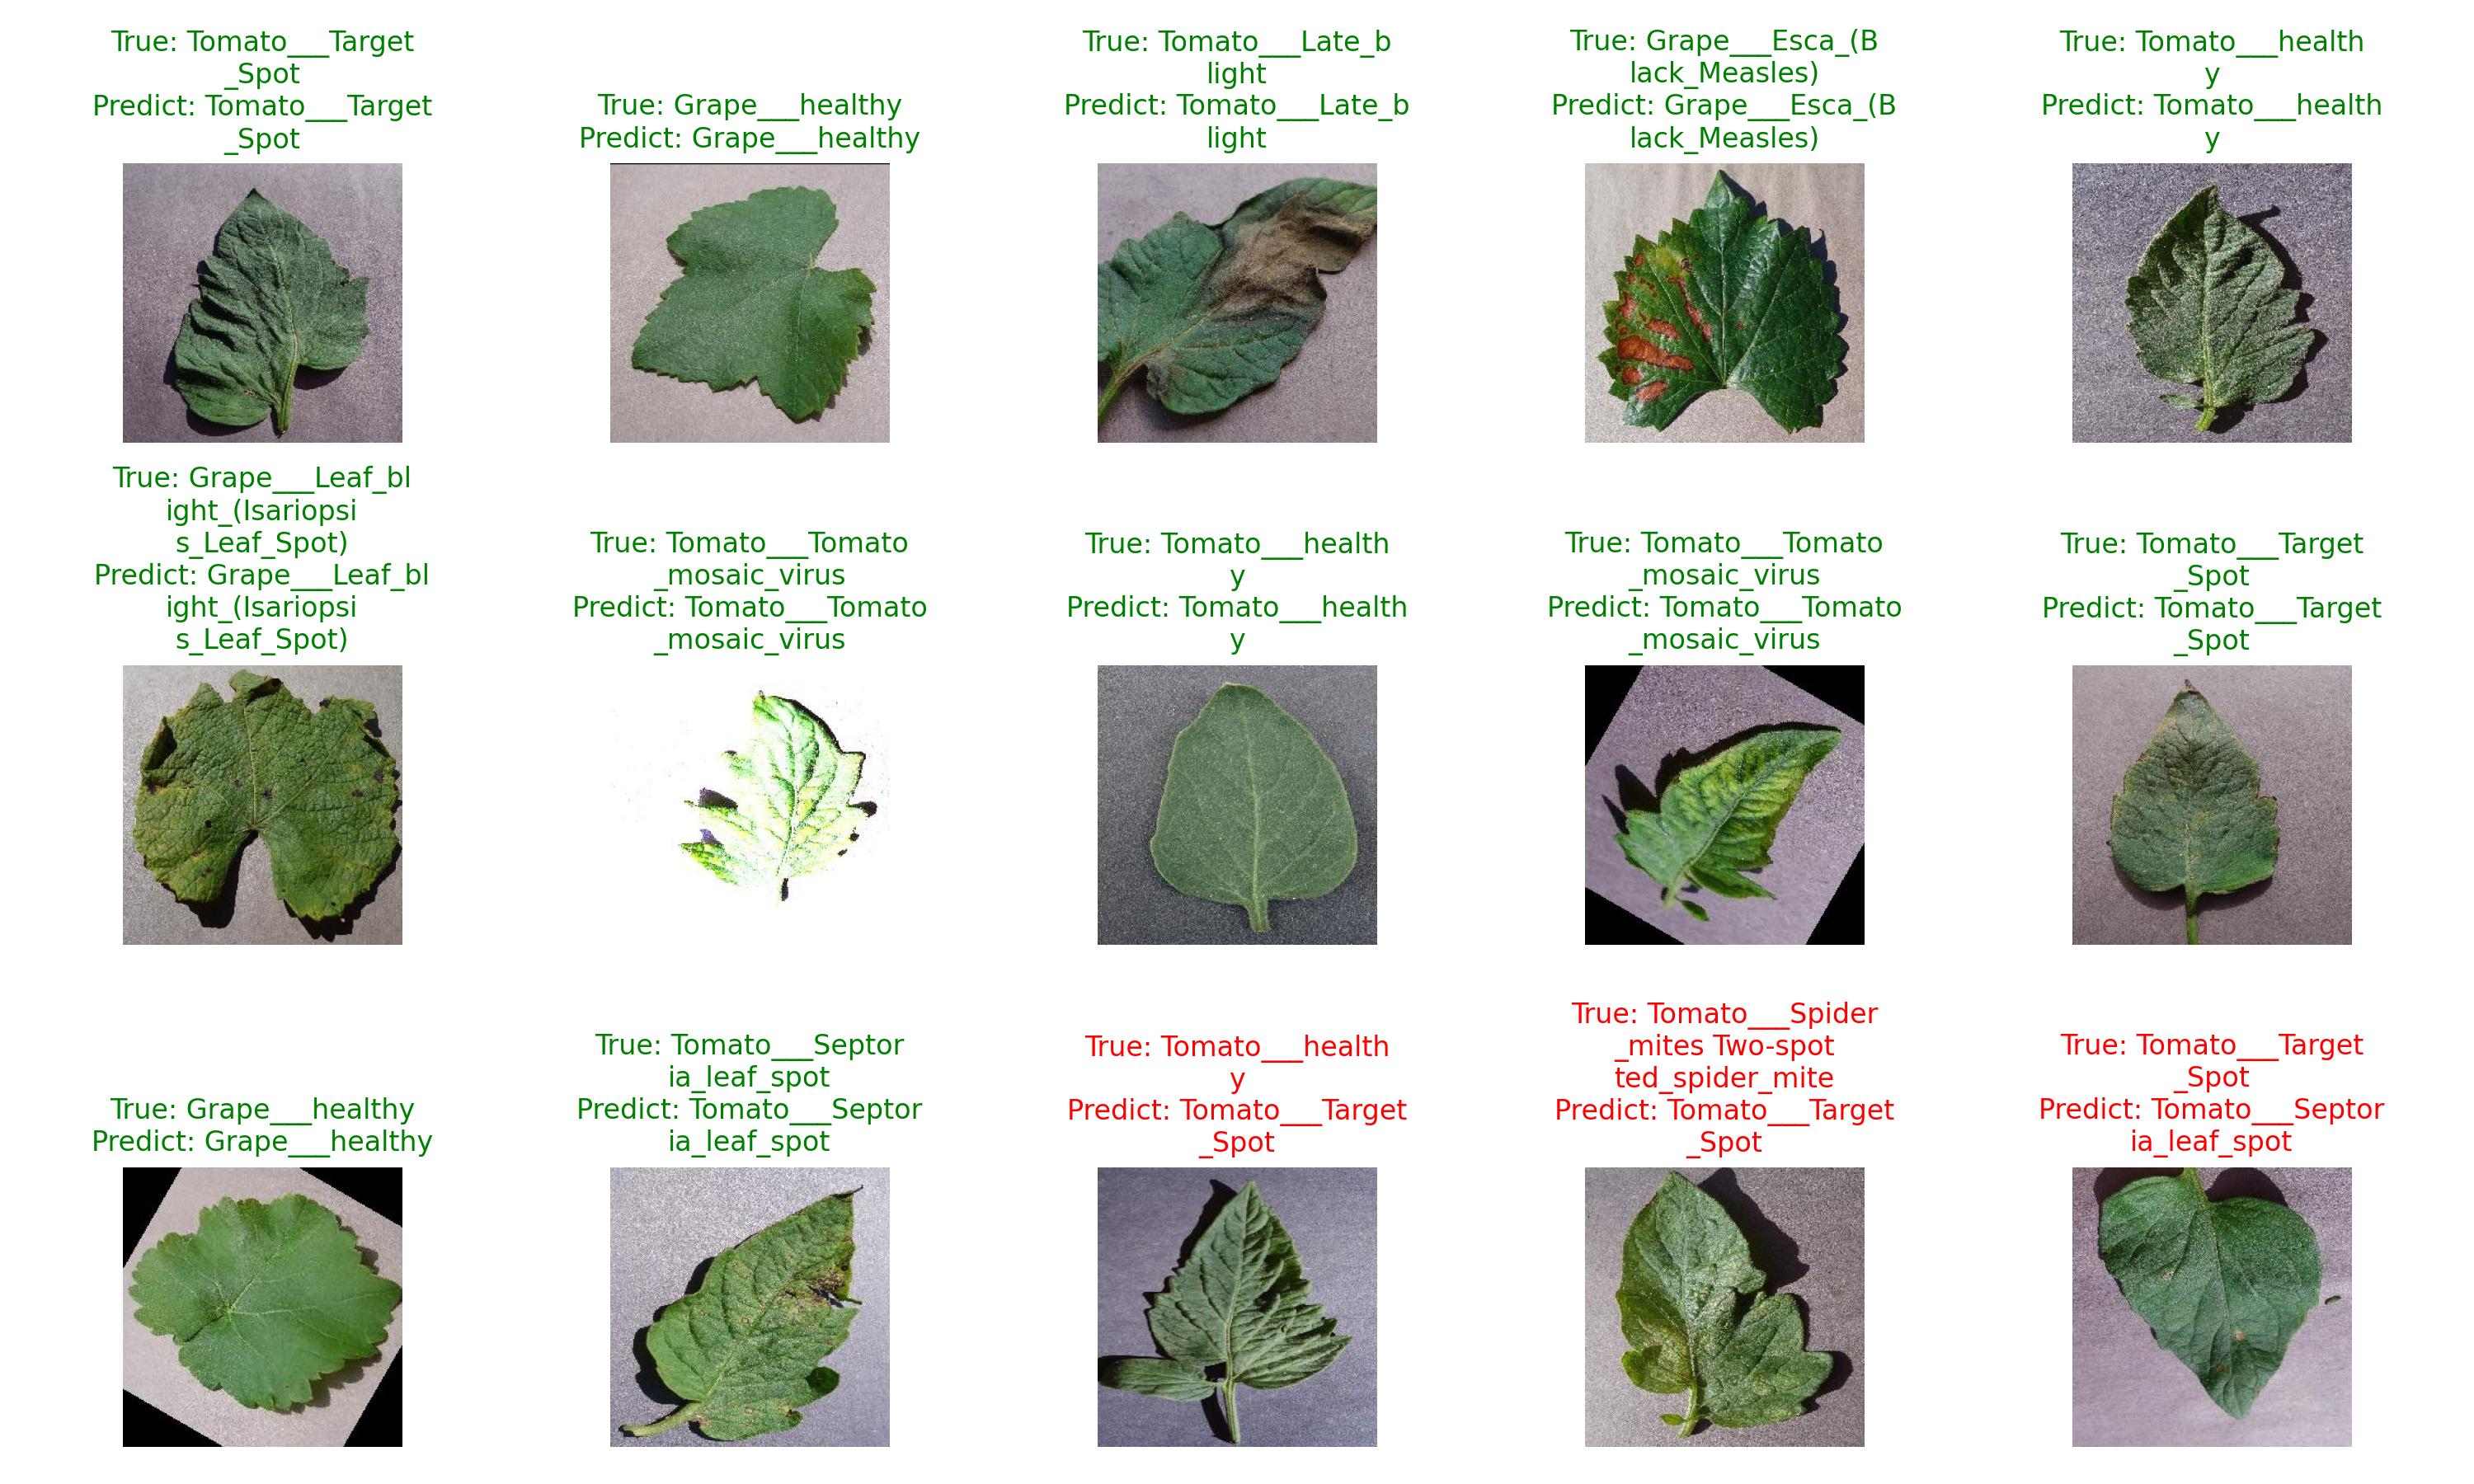 True: Tomato___Target
_Spot
Predict: Tomato___Target
_Spot
True: Grape___healthy
Predict: Grape___healthy
True: Tomato___Late_b
light
Predict: Tomato___Late_b
light
True: Grape___Esca_(B
lack_Measles)
Predict: Grape___Esca_(B
lack_Measles)
True: Tomato___health
y
Predict: Tomato___health
y
True: Grape___Leaf_bl
ight_(Isariopsi
s_Leaf_Spot)
Predict: Grape___Leaf_bl
ight_(Isariopsi
s_Leaf_Spot)
True: Tomato___Tomato
_mosaic_virus
Predict: Tomato___Tomato
_mosaic_virus
True: Tomato___health
y
Predict: Tomato___health
y
True: Tomato___Tomato
_mosaic_virus
Predict: Tomato___Tomato
_mosaic_virus
True: Tomato___Target
_Spot
Predict: Tomato___Target
_Spot
True: Grape___healthy
Predict: Grape___healthy
True: Tomato___Septor
ia_leaf_spot
Predict: Tomato___Septor
ia_leaf_spot
True: Tomato___health
y
Predict: Tomato___Target
_Spot
True: Tomato___Spider
_mites Two-spot
ted_spider_mite
Predict: Tomato___Target
_Spot
True: Tomato___Target
_Spot
Predict: Tomato___Septor
ia_leaf_spot